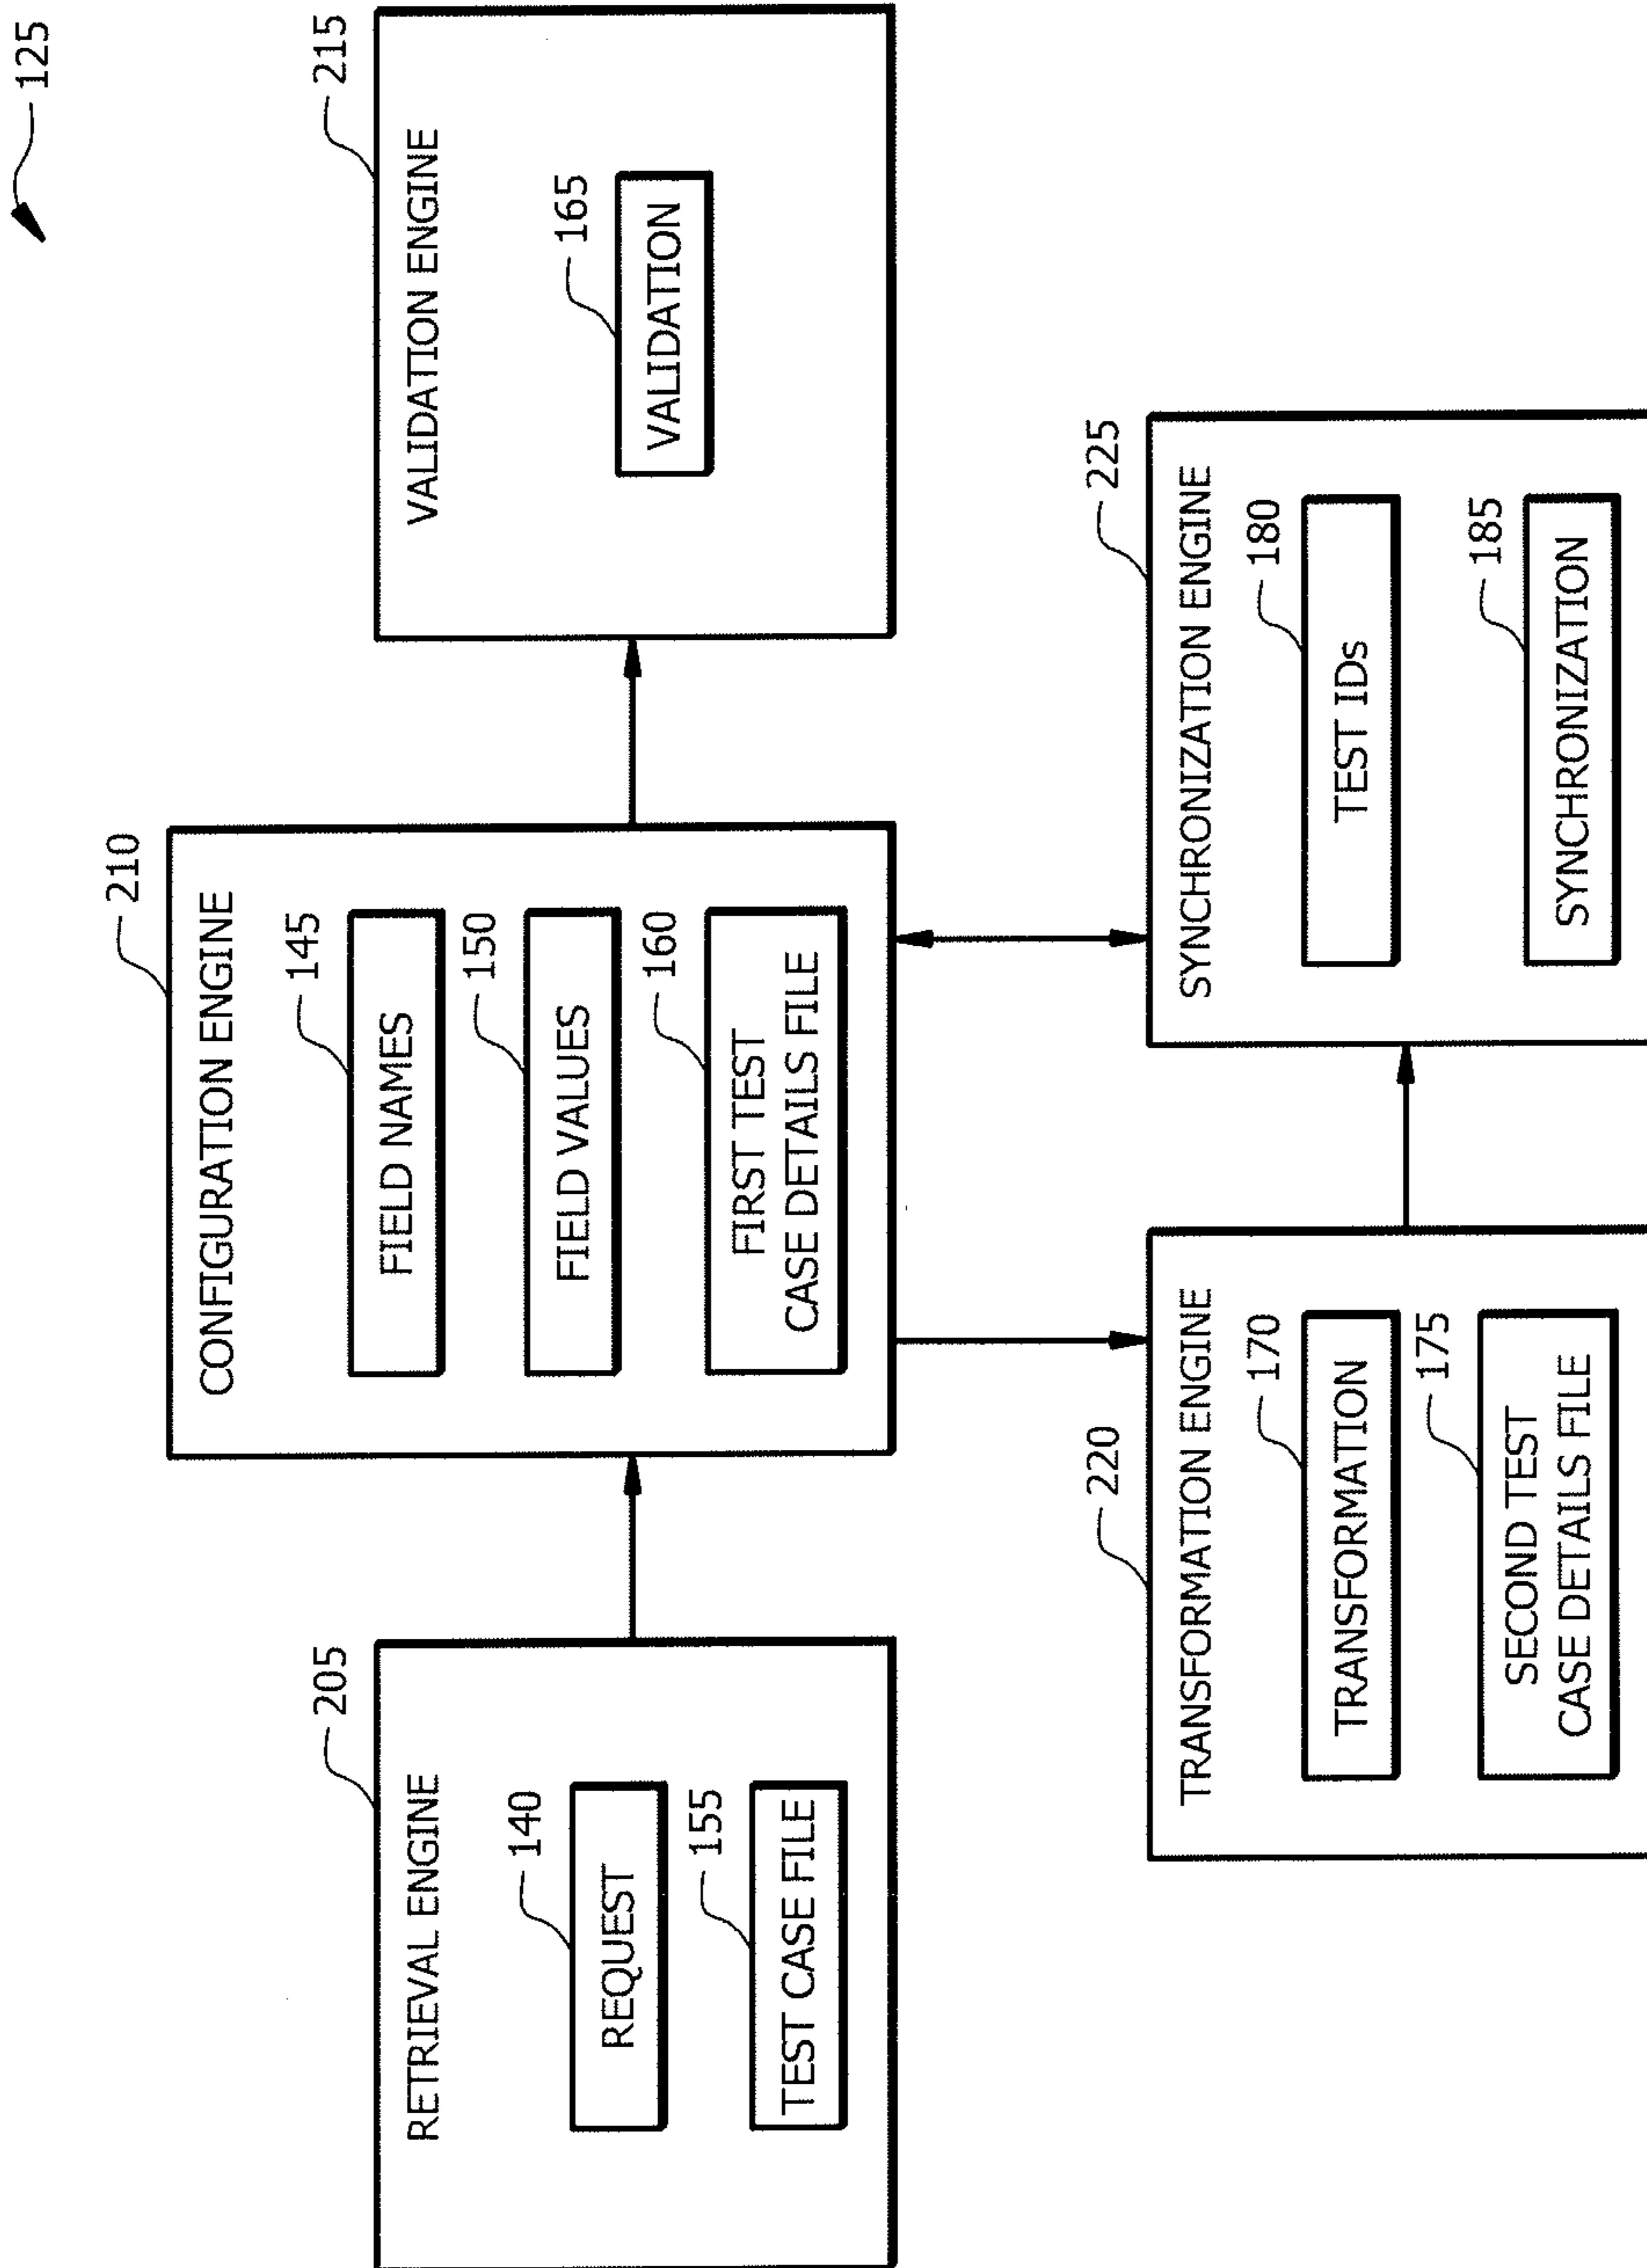 125
205
RETRIEVAL ENGINE
140
REQUEST
155
TEST CASE FILE
210
CONFIGURATION ENGINE
145
FIELD NAMES
150
FIELD VALUES
160
FIRST TEST
CASE DETAILS FILE
215
VALIDATION ENGINE
165
VALIDATION
220
TRANSFORMATION ENGINE
170
TRANSFORMATION
175
SECOND TEST
CASE DETAILS FILE
225
SYNCHRONIZATION ENGINE
180
TEST IDs
185
SYNCHRONIZATION